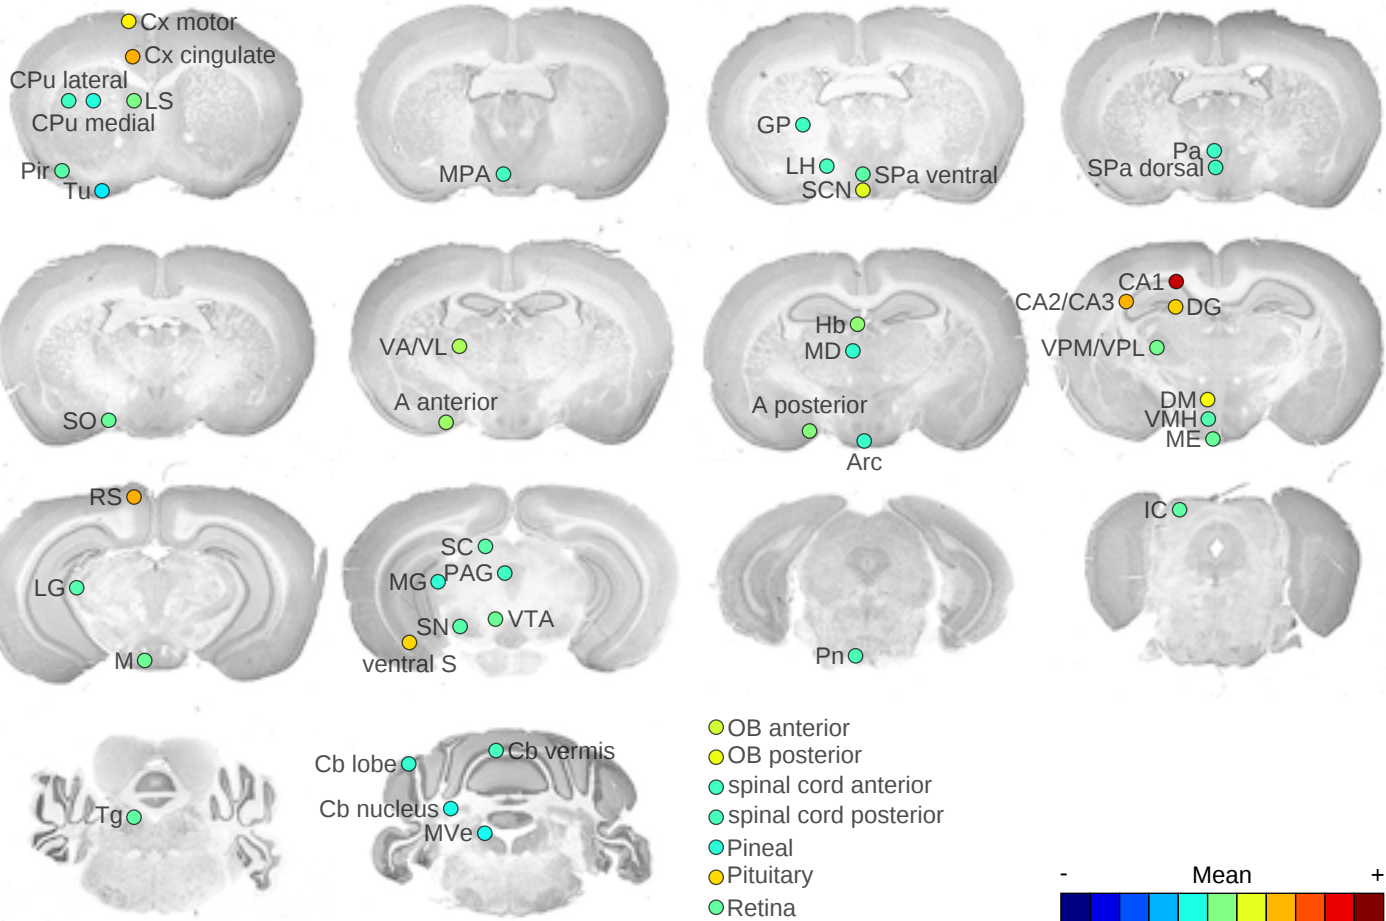 Cx motor
Cx cingulate
CPu lateral
LS
CPu medial
Pir
Tu
MPA
GP
LH
SPa ventral
SCN
Pa
SPa dorsal
SO
VA/VL
A anterior
Hb
MD
A posterior
Arc
CA1
CA2/CA3
DG
VPM/VPL
DM
VMH
ME
RS
LG
M
SC
PAG
MG
VTA
SN
ventral S
Pn
IC
Tg
Cb vermis
Cb lobe
Cb nucleus
MVe
OB anterior
OB posterior
spinal cord anterior
spinal cord posterior
Pineal
Pituitary
Retina
- Mean +